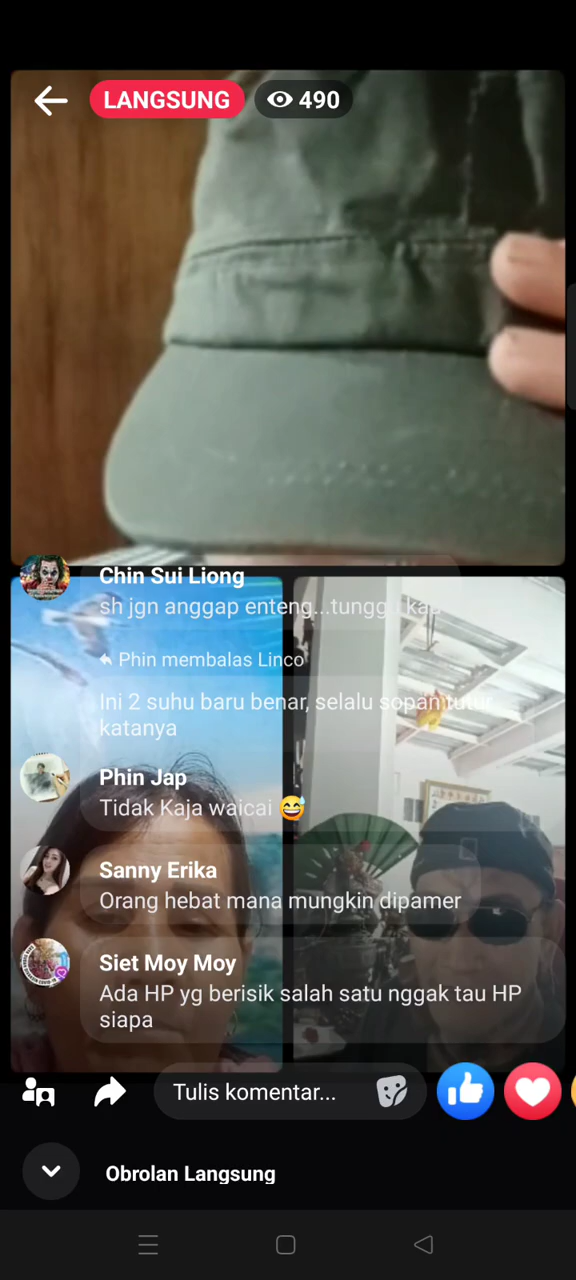 LANGSUNG
490
Chin Sui Liong
sh jgn anggap enteng...tunggu kau
Phin membalas Linco
Ini 2 suhu baru benar, selalu sopan tutur
katanya
Phin Jap
Tidak Kaja waicai 😅
Sanny Erika
Orang hebat mana mungkin dipamer
Siet Moy Moy
Ada HP yg berisik salah satu nggak tau HP
siapa
Tulis komentar...
Obrolan Langsung